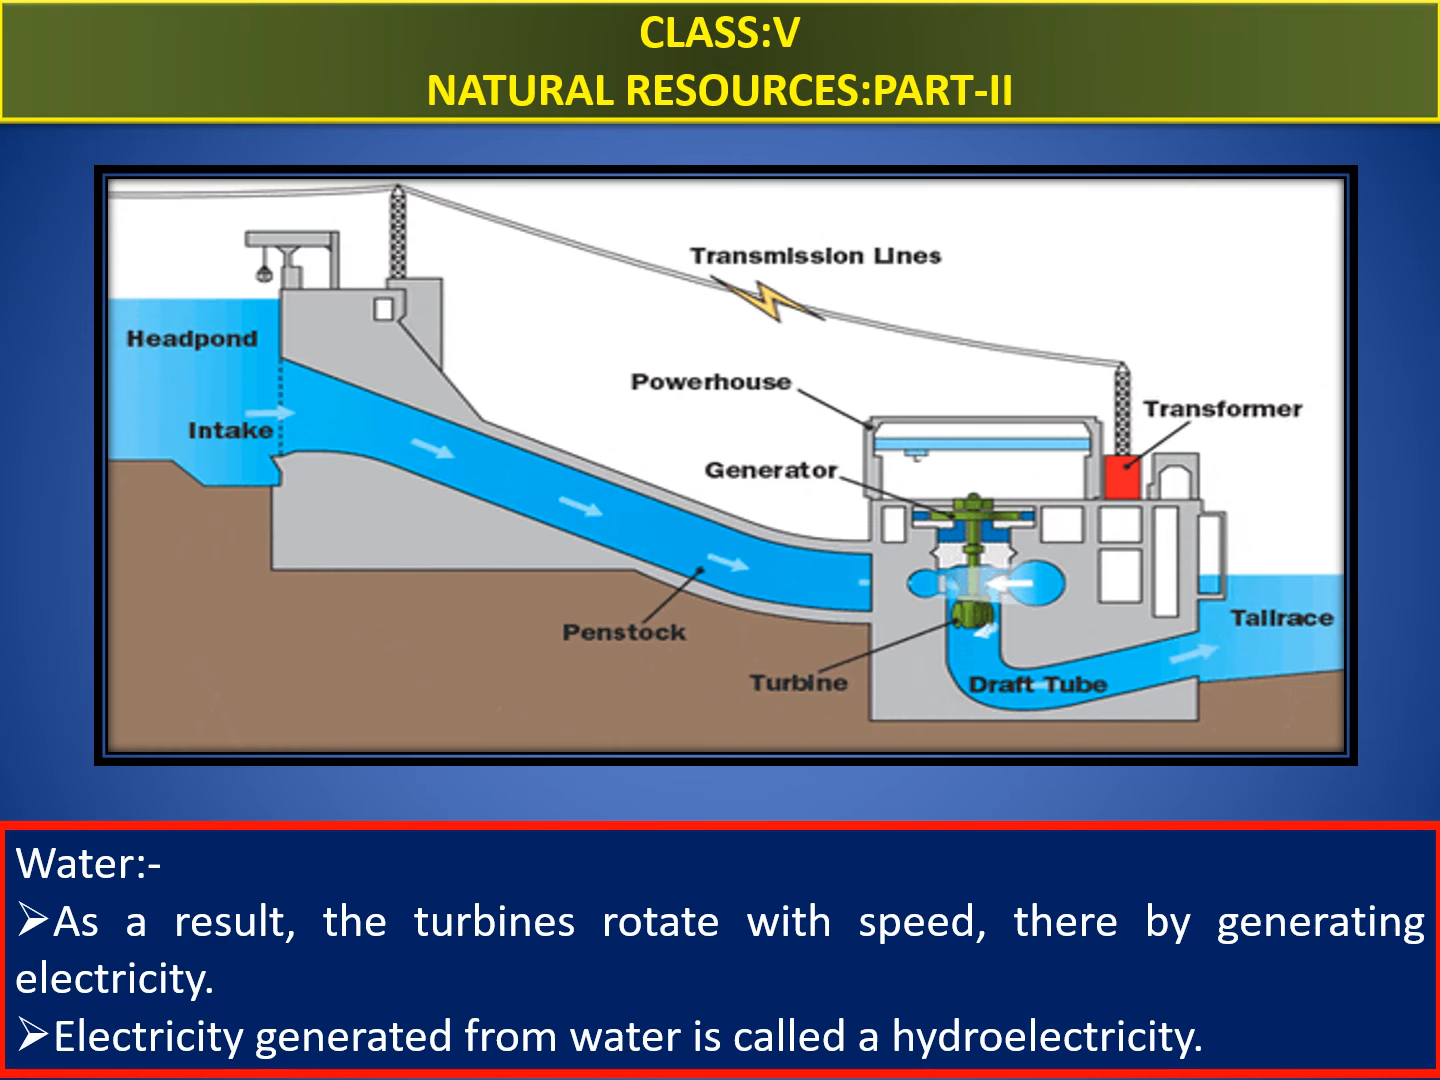 CLASS:V
NATURAL RESOURCES:PART-II
Transmission Lines
Headpond
Powerhouse
Transformer
Intake
Generator
Tailrace
Penstock
Turbine
Draft Tube
Water:-
➢As a result, the turbines rotate with speed, there by generating
electricity.
➢Electricity generated from water is called a hydroelectricity.